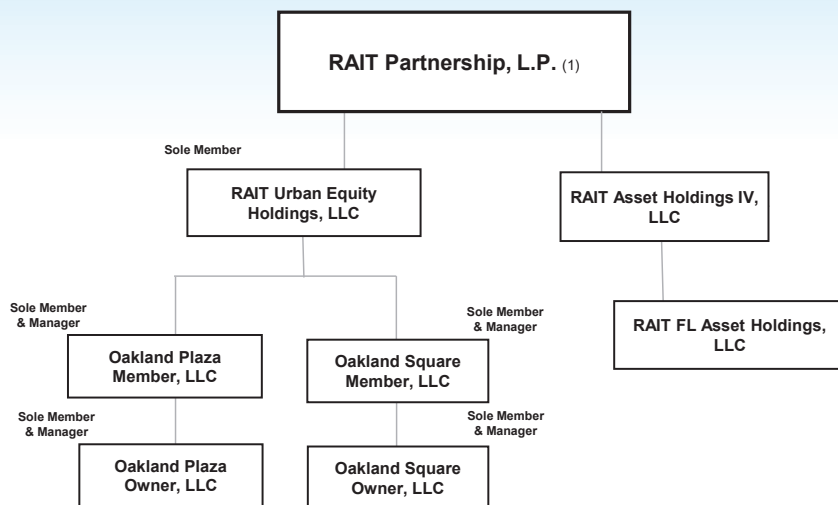 RAIT Partnership, L.P. (1)
Sole Member
RAIT Urban Equity
Holdings, LLC
RAIT Asset Holdings IV,
LLC
Sole Member
& Manager
Oakland Plaza
Member, LLC
Sole Member
& Manager
Oakland Square
Member, LLC
RAIT FL Asset Holdings,
LLC
Sole Member
& Manager
Oakland Plaza
Owner, LLC
Sole Member
& Manager
Oakland Square
Owner, LLC